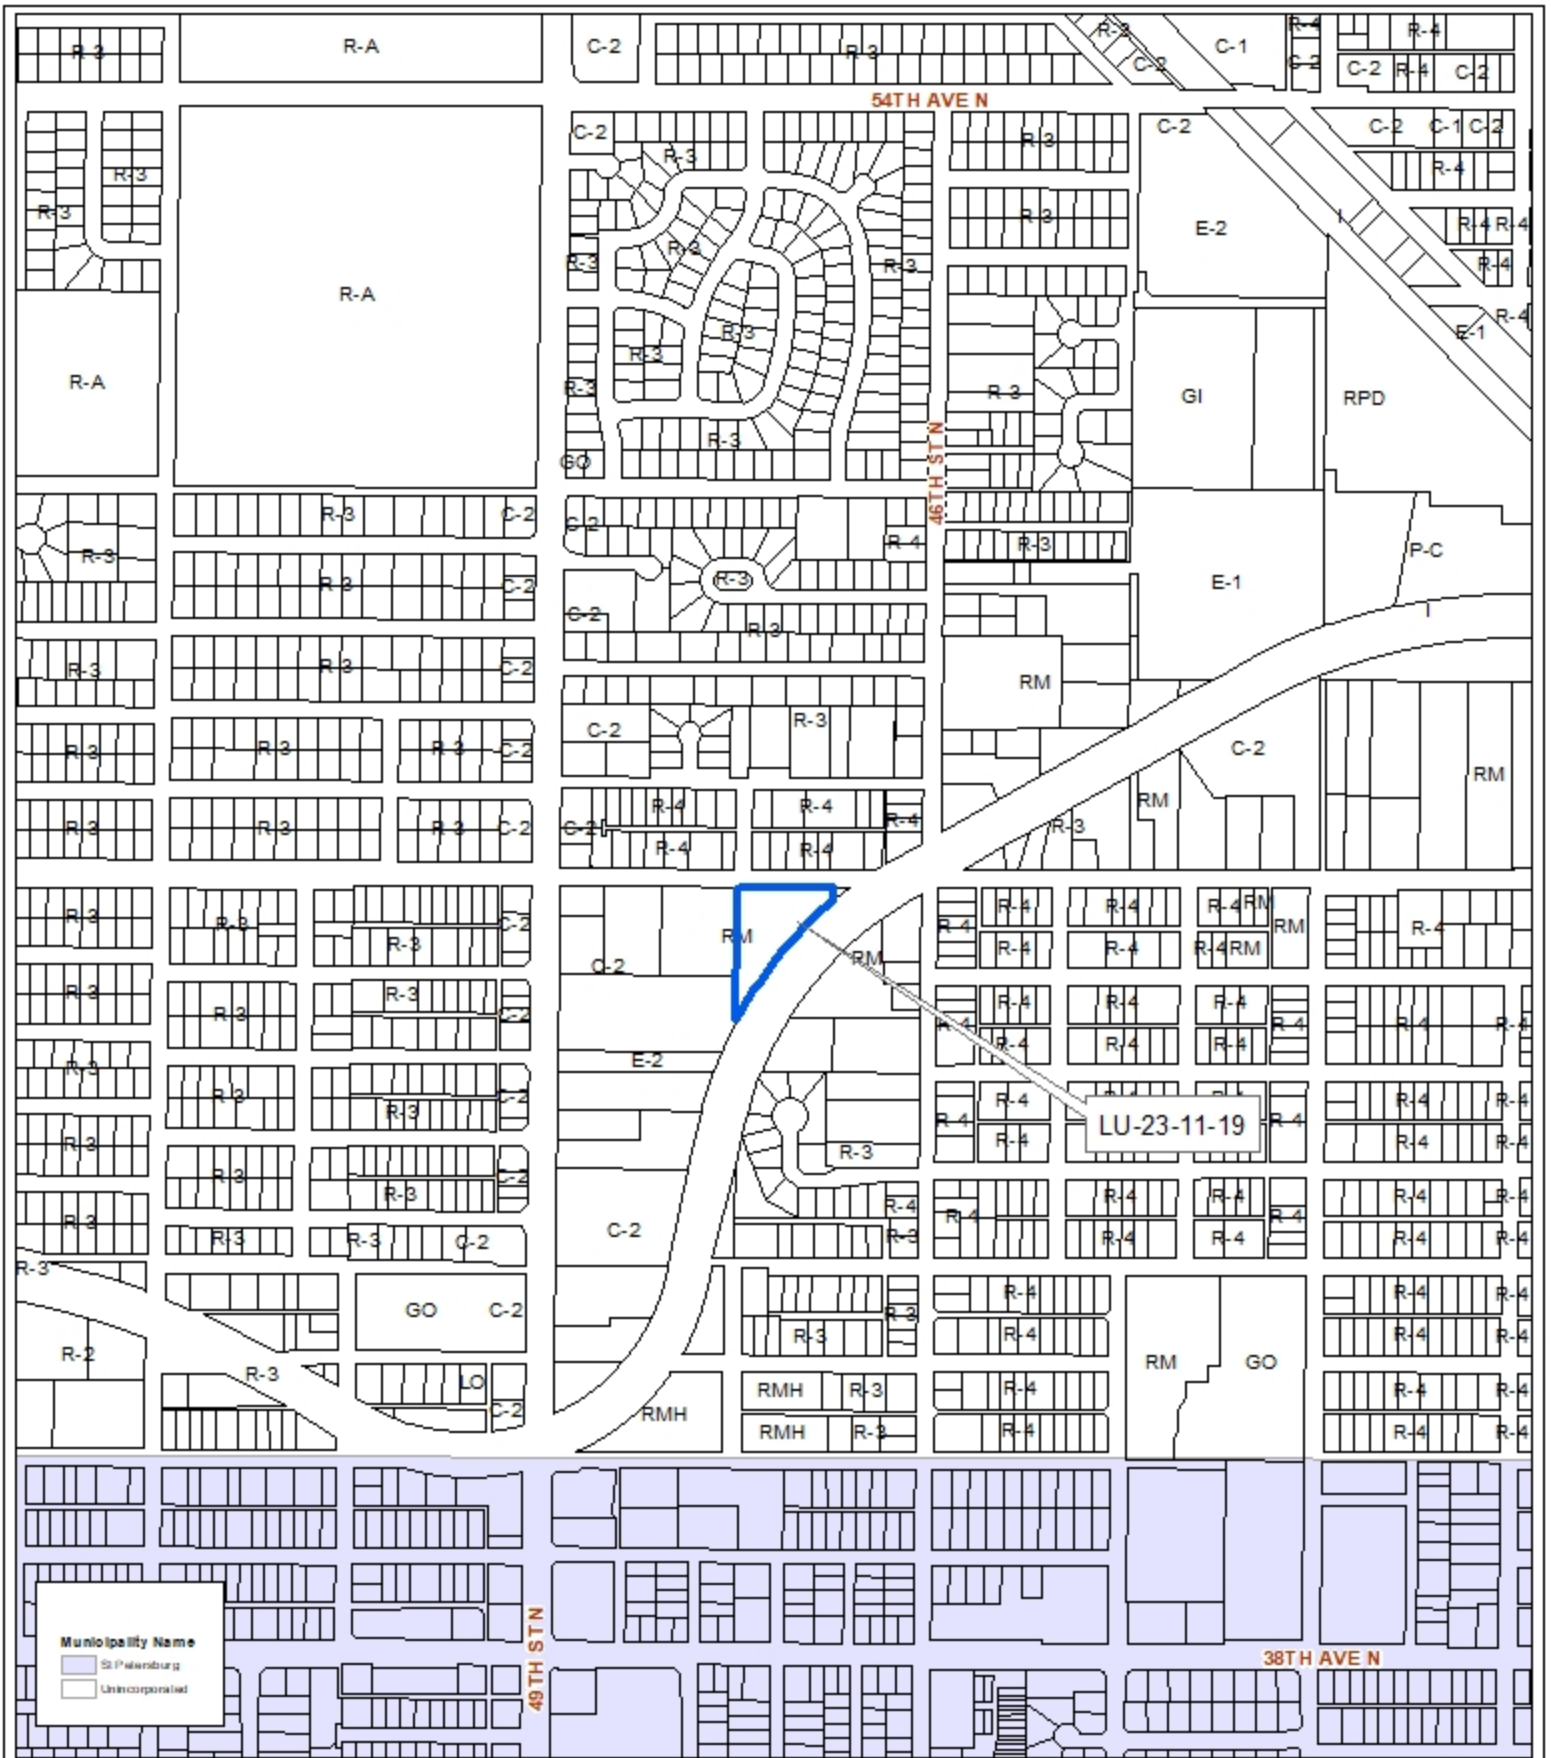 R-3 R-A C-2 R-3 R-3 C-2 C-1 R-4 C-2 R-4
C-2 R-4 C-2
54TH AVE N
C-2 C-2 C-2 C-1 C-2
R-3 R-3 R-3 R-4
R-3 R-3 E-2 I R-4 R-4
R-3 R-3 R-3 R-4
R-A R-3 R-3 E-1 R-4
R-A R-3 R-3 R-3 GI RPD
R-3
GO
46TH ST N
R-3 C-2 C-2 R-4 R-3 P-C
R-3
R-3 C-2 C-2 R-3 E-1 I
R-3
R-3 R-3 C-2 RM
R-3 R-3 R-3 C-2 C-2 R-3 C-2 RM
RM
R-3 R-3 R-3 C-2 C-2 R-4 R-4 R-4 R-3
R-4 R-4
R-3 R-3 C-2 R-4 R-4 R-4 RM RM R-4
R-3 RM R-4 R-4 R-4 R-4 RM
C-2 RM
R-3 R-3 R-3 C-2 R-4 R-4 R-4 R-4 R-4 R-4 R-4
R-4 R-4 R-4
R-3 E-2
R-3 R-3 C-2 R-4 R-4 R-4 R-4 R-4
LU-23-11-19
R-3 R-4 R-4 R-4
R-3 R-3 C-2 R-3
R-3 R-3 C-2 R-4 R-4 R-4 R-4 R-4 R-4 R-4
R-3 R-3 C-2 R-3 R-4 R-4 R-4 R-4
R-3
GO C-2 R-3 R-3 R-4 R-4 R-4 R-4
R-4 R-4
R-2 RM GO
R-3 LO C-2 RMH RMH R-3 R-4 R-4 R-4
RMH R-3 R-4 R-4 R-4
Municipality Name
St Petersburg
Unincorporated
49TH ST N
38TH AVE N